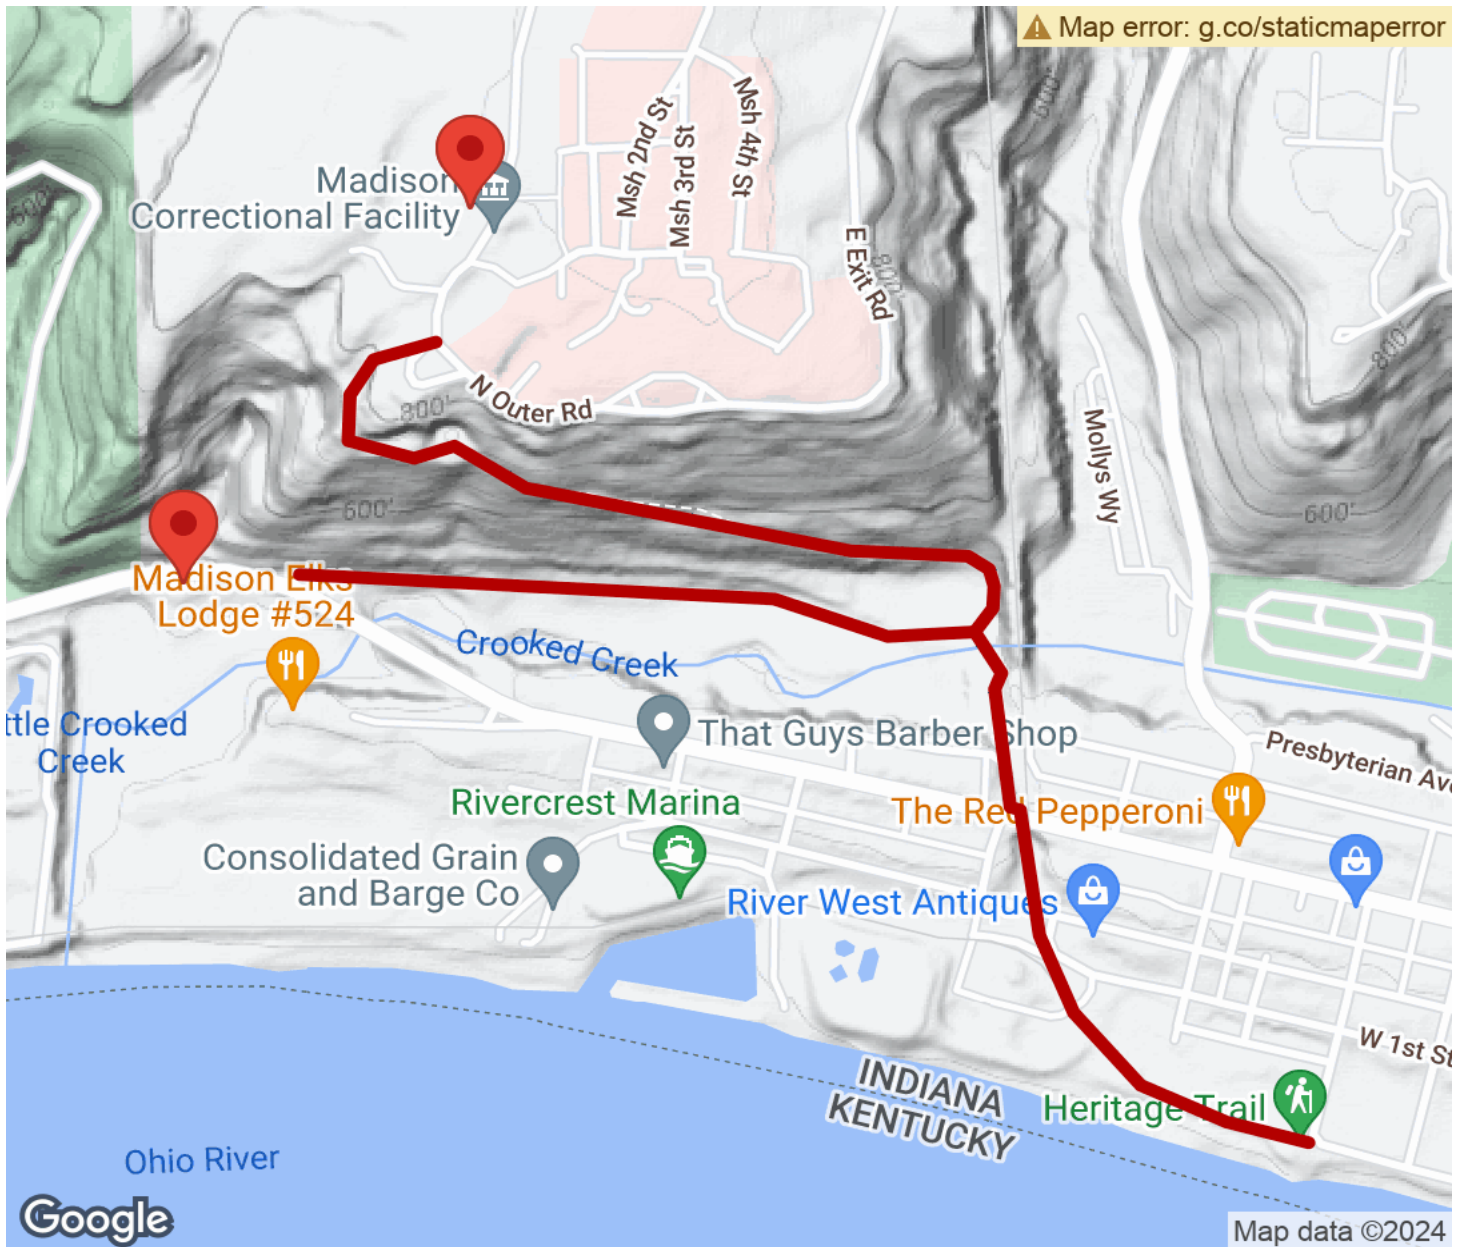 Map error: g.co/staticmaperror
600'
Msh 2nd St
Msh 3rd St
Msh 4th St
Madison
Correctional Facility
E Exit Rd
800'
600'
800'
N Outer Rd
800'
Mollys Wy
600'
600'
Madison Elks
Lodge #524
Crooked Creek
ttle Crooked
Creek
That Guys Barber Shop
Presbyterian Ave
Rivercrest Marina
The Red Pepperoni
Consolidated Grain
and Barge Co
River West Antiques
W 1st St
INDIANA
KENTUCKY
Heritage Trail
Ohio River
Google
Map data ©2024